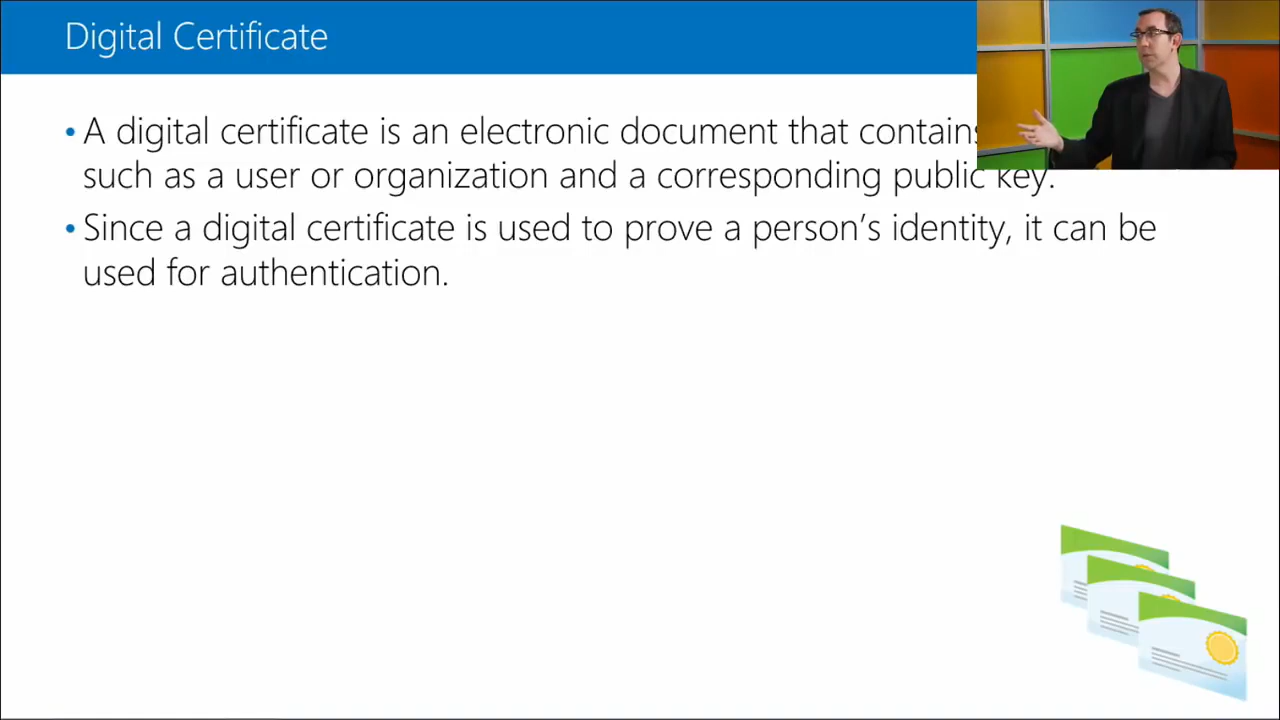 Digital Certificate
• A digital certificate is an electronic document that contains
such as a user or organization and a corresponding public key.
• Since a digital certificate is used to prove a person's identity, it can be
used for authentication.